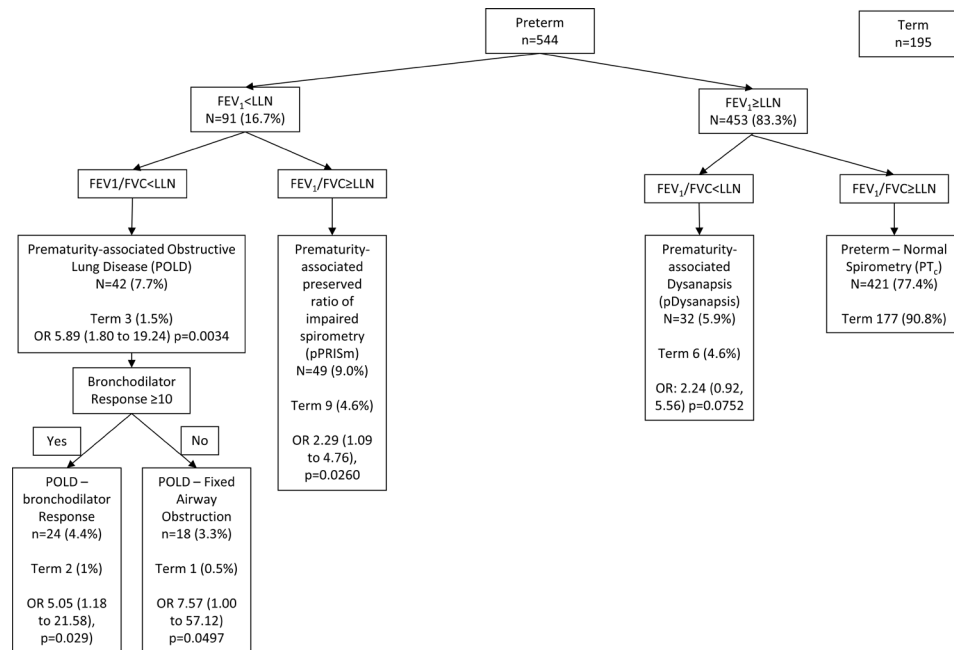 Preterm
n=544
Term
n=195
FEV₁<LLN
N=91 (16.7%)
FEV₁≥LLN
N=453 (83.3%)
FEV1/FVC<LLN
FEV₁/FVC≥LLN
FEV₁/FVC<LLN
FEV₁/FVC≥LLN
Prematurity-associated Obstructive
Lung Disease (POLD)
N=42 (7.7%)
Term 3 (1.5%)
OR 5.89 (1.80 to 19.24) p=0.0034
Prematurity-
associated
preserved
ratio of
impaired
spirometry
(pPRISm)
N=49 (9.0%)
Term 9 (4.6%)
OR 2.29 (1.09
to 4.76),
p=0.0260
Prematurity-
associated
Dysanapsis
(pDysanapsis)
N=32 (5.9%)
Term 6 (4.6%)
OR: 2.24 (0.92,
5.56) p=0.0752
Preterm – Normal
Spirometry (PT꜀)
N=421 (77.4%)
Term 177 (90.8%)
Bronchodilator
Response ≥10
Yes
No
POLD –
bronchodilator
Response
n=24 (4.4%)
Term 2 (1%)
OR 5.05 (1.18
to 21.58),
p=0.029)
POLD – Fixed
Airway
Obstruction
n=18 (3.3%)
Term 1 (0.5%)
OR 7.57 (1.00
to 57.12)
p=0.0497